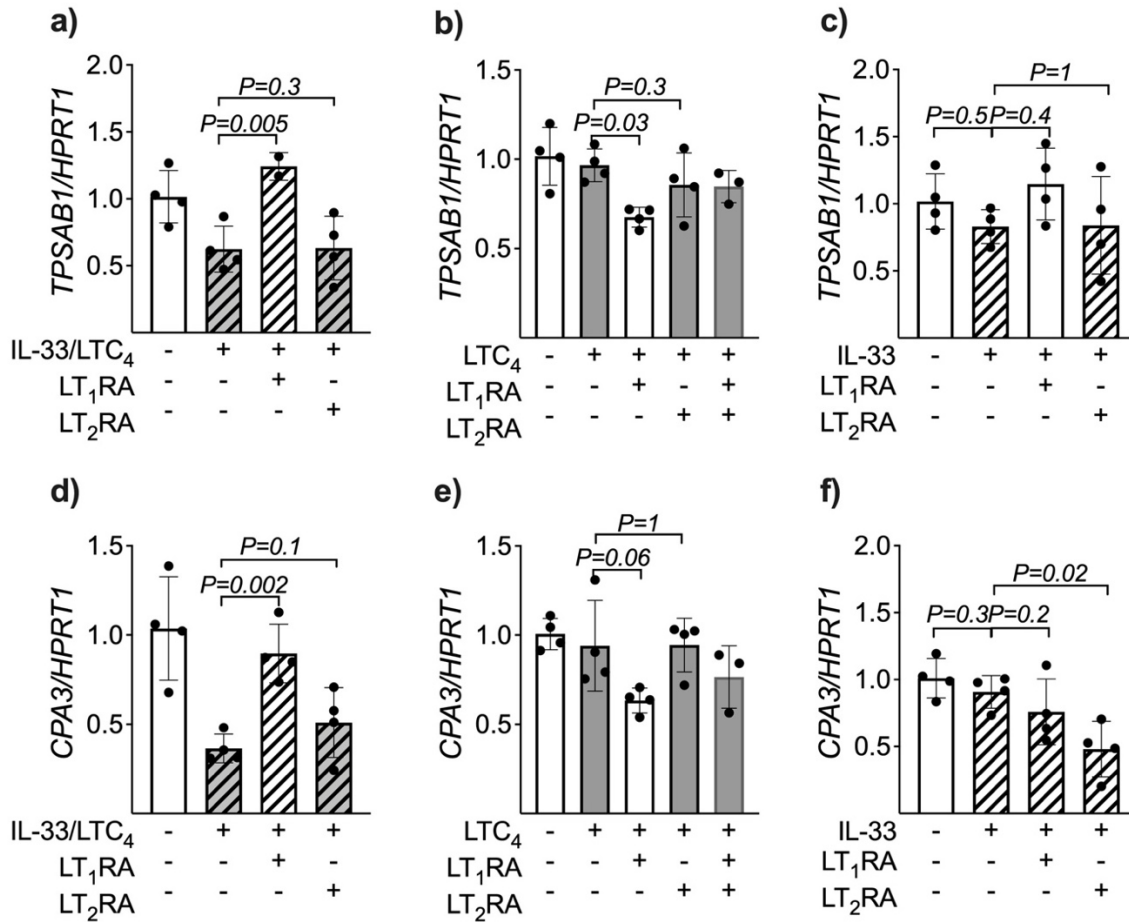 a)
2.0
1.5
1.0
0.5
TPSAB1/HPRT1
P=0.3
P=0.005
IL-33/LTC4 - + + +
LT1RA - - + -
LT2RA - - - +
b)
1.5
1.0
0.5
TPSAB1/HPRT1
P=0.3
P=0.03
LTC4 - + + + +
LT1RA - - + - +
LT2RA - - - + +
c)
2.0
1.5
1.0
0.5
TPSAB1/HPRT1
P=1
P=0.5 P=0.4
IL-33 - + + +
LT1RA - - + -
LT2RA - - - +
d)
1.5
1.0
0.5
CPA3/HPRT1
P=0.1
P=0.002
IL-33/LTC4 - + + +
LT1RA - - + -
LT2RA - - - +
e)
1.5
1.0
0.5
CPA3/HPRT1
P=1
P=0.06
LTC4 - + + + +
LT1RA - - + - +
LT2RA - - - + +
f)
2.0
1.5
1.0
0.5
CPA3/HPRT1
P=0.02
P=0.3 P=0.2
IL-33 - + + +
LT1RA - - + -
LT2RA - - - +